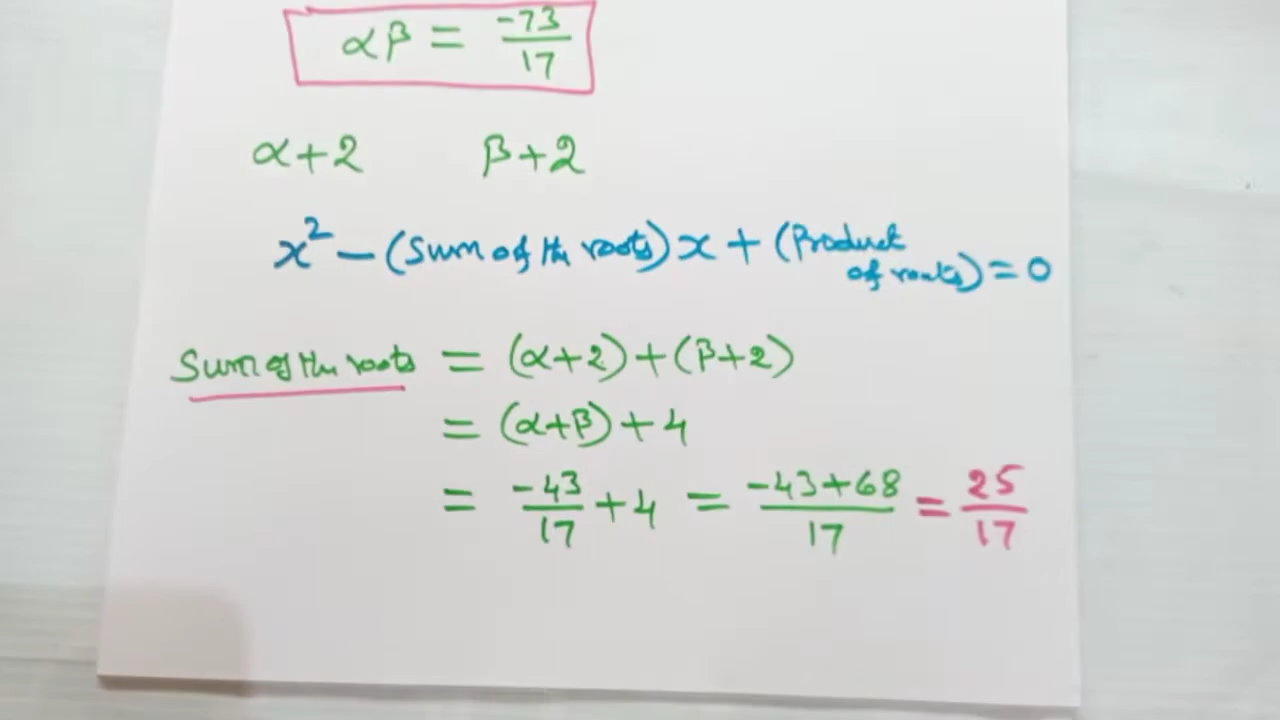 αβ = -73/17
α+2 β+2
x² - (Sum of the roots) x + (Product of roots) = 0
Sum of the roots = (α+2)+(β+2)
= (α+β)+4
= -43/17 + 4 = -43+68/17 = 25/17